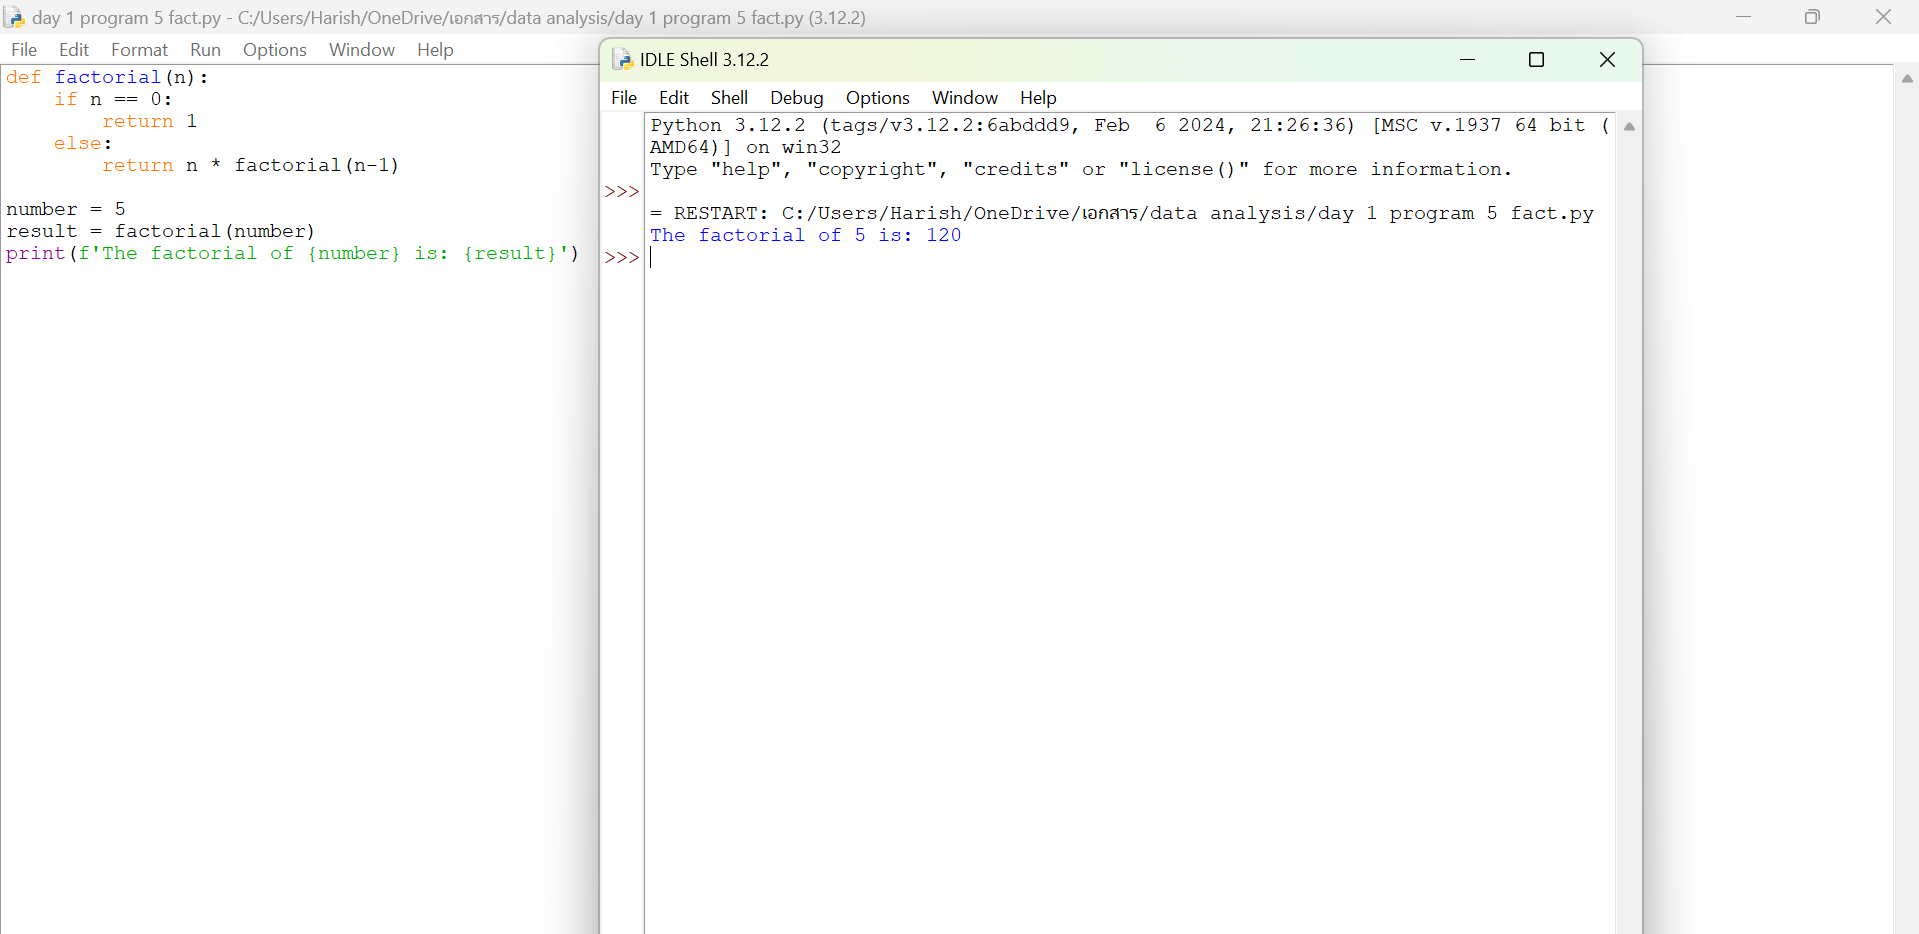 day 1 program 5 fact.py - C:/Users/Harish/OneDrive/เอกสาร/data analysis/day 1 program 5 fact.py (3.12.2)
File Edit Format Run Options Window Help
def factorial(n):
    if n == 0:
        return 1
    else:
        return n * factorial(n-1)
number = 5
result = factorial(number)
print(f'The factorial of {number} is: {result}')
IDLE Shell 3.12.2
File Edit Shell Debug Options Window Help
Python 3.12.2 (tags/v3.12.2:6abddd9, Feb  6 2024, 21:26:36) [MSC v.1937 64 bit (
AMD64)] on win32
Type "help", "copyright", "credits" or "license()" for more information.
>>>
= RESTART: C:/Users/Harish/OneDrive/เอกสาร/data analysis/day 1 program 5 fact.py
The factorial of 5 is: 120
>>>